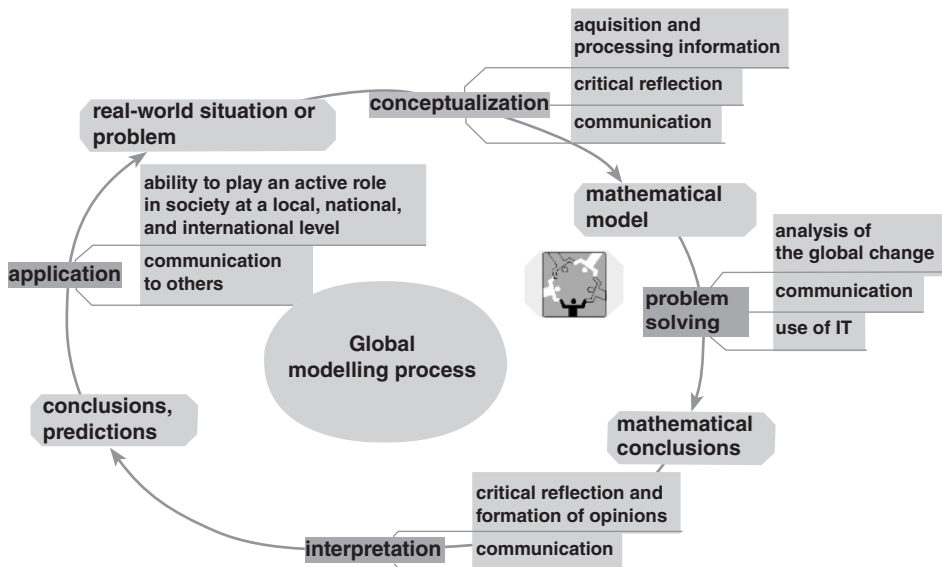 aquisition and
processing information
critical reflection
communication
conceptualization
real-world situation or
problem
mathematical
model
analysis of
the global change
communication
use of IT
problem
solving
mathematical
conclusions
critical reflection and
formation of opinions
communication
interpretation
conclusions,
predictions
application
ability to play an active role
in society at a local, national,
and international level
communication
to others
Global
modelling process